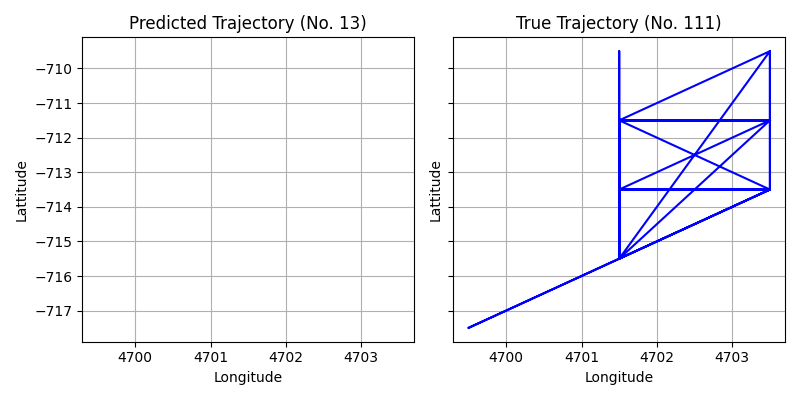 Predicted Trajectory (No. 13)
−710
−711
−712
−713
−714
−715
−716
−717
Lattitude
4700 4701 4702 4703
Longitude
True Trajectory (No. 111)
Lattitude
4700 4701 4702 4703
Longitude